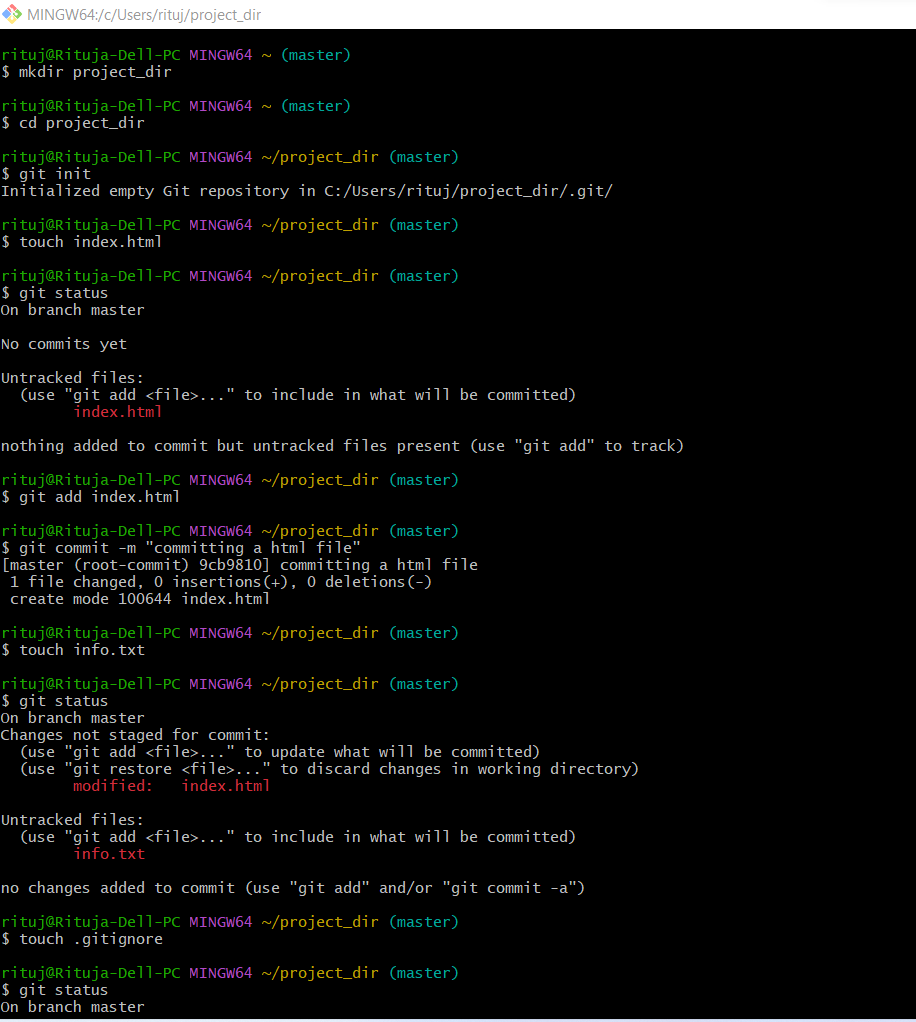 MINGW64:/c/Users/rituj/project_dir
rituj@Rituja-Dell-PC MINGW64 ~ (master)
$ mkdir project_dir
rituj@Rituja-Dell-PC MINGW64 ~ (master)
$ cd project_dir
rituj@Rituja-Dell-PC MINGW64 ~/project_dir (master)
$ git init
Initialized empty Git repository in C:/Users/rituj/project_dir/.git/
rituj@Rituja-Dell-PC MINGW64 ~/project_dir (master)
$ touch index.html
rituj@Rituja-Dell-PC MINGW64 ~/project_dir (master)
$ git status
On branch master
No commits yet
Untracked files:
  (use "git add <file>..." to include in what will be committed)
        index.html
nothing added to commit but untracked files present (use "git add" to track)
rituj@Rituja-Dell-PC MINGW64 ~/project_dir (master)
$ git add index.html
rituj@Rituja-Dell-PC MINGW64 ~/project_dir (master)
$ git commit -m "committing a html file"
[master (root-commit) 9cb9810] committing a html file
 1 file changed, 0 insertions(+), 0 deletions(-)
 create mode 100644 index.html
rituj@Rituja-Dell-PC MINGW64 ~/project_dir (master)
$ touch info.txt
rituj@Rituja-Dell-PC MINGW64 ~/project_dir (master)
$ git status
On branch master
Changes not staged for commit:
  (use "git add <file>..." to update what will be committed)
  (use "git restore <file>..." to discard changes in working directory)
        modified:   index.html
Untracked files:
  (use "git add <file>..." to include in what will be committed)
        info.txt
no changes added to commit (use "git add" and/or "git commit -a")
rituj@Rituja-Dell-PC MINGW64 ~/project_dir (master)
$ touch .gitignore
rituj@Rituja-Dell-PC MINGW64 ~/project_dir (master)
$ git status
On branch master